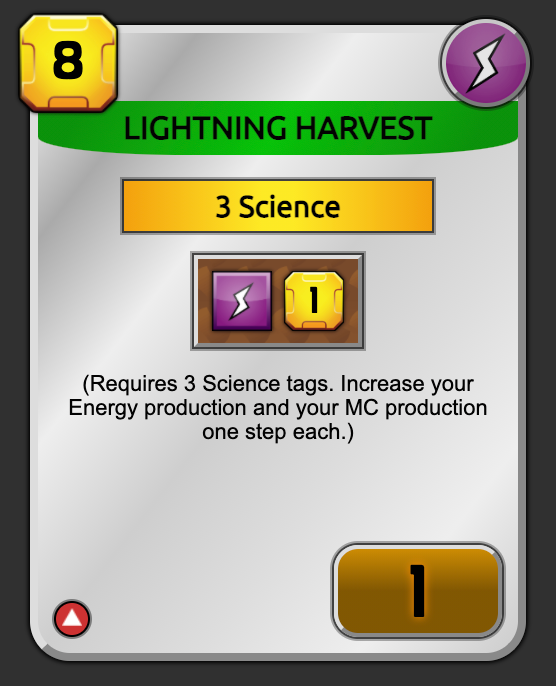 8
LIGHTNING HARVEST
3 Science
1
(Requires 3 Science tags. Increase your
Energy production and your MC production
one step each.)
1